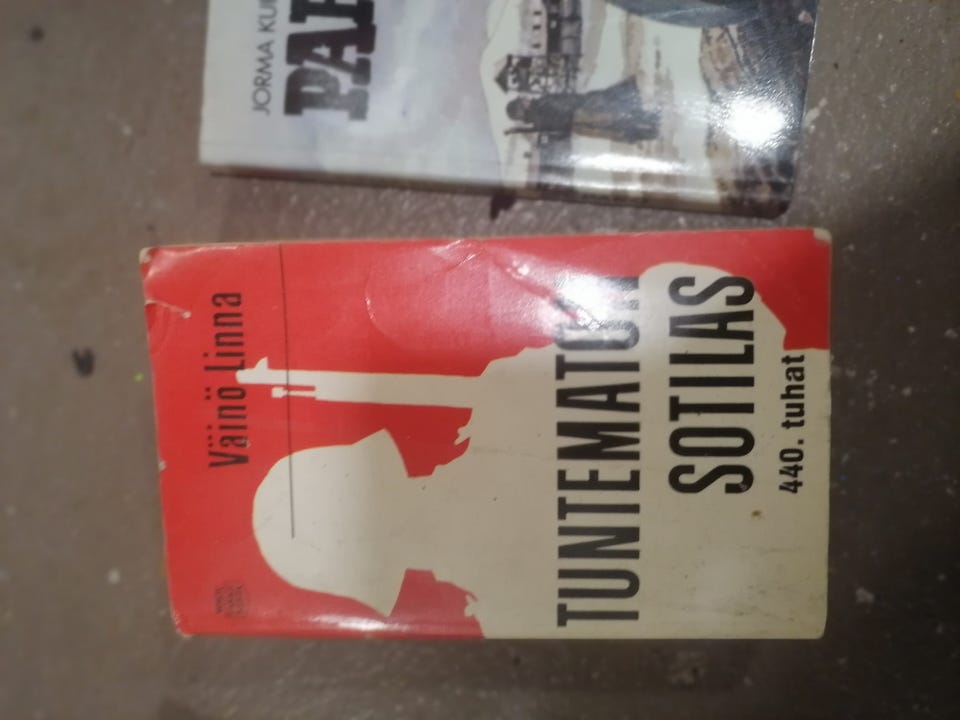 JORMA KU
PA
Väinö Linna
TUNTEMATON
SOTILAS
440. tuhat